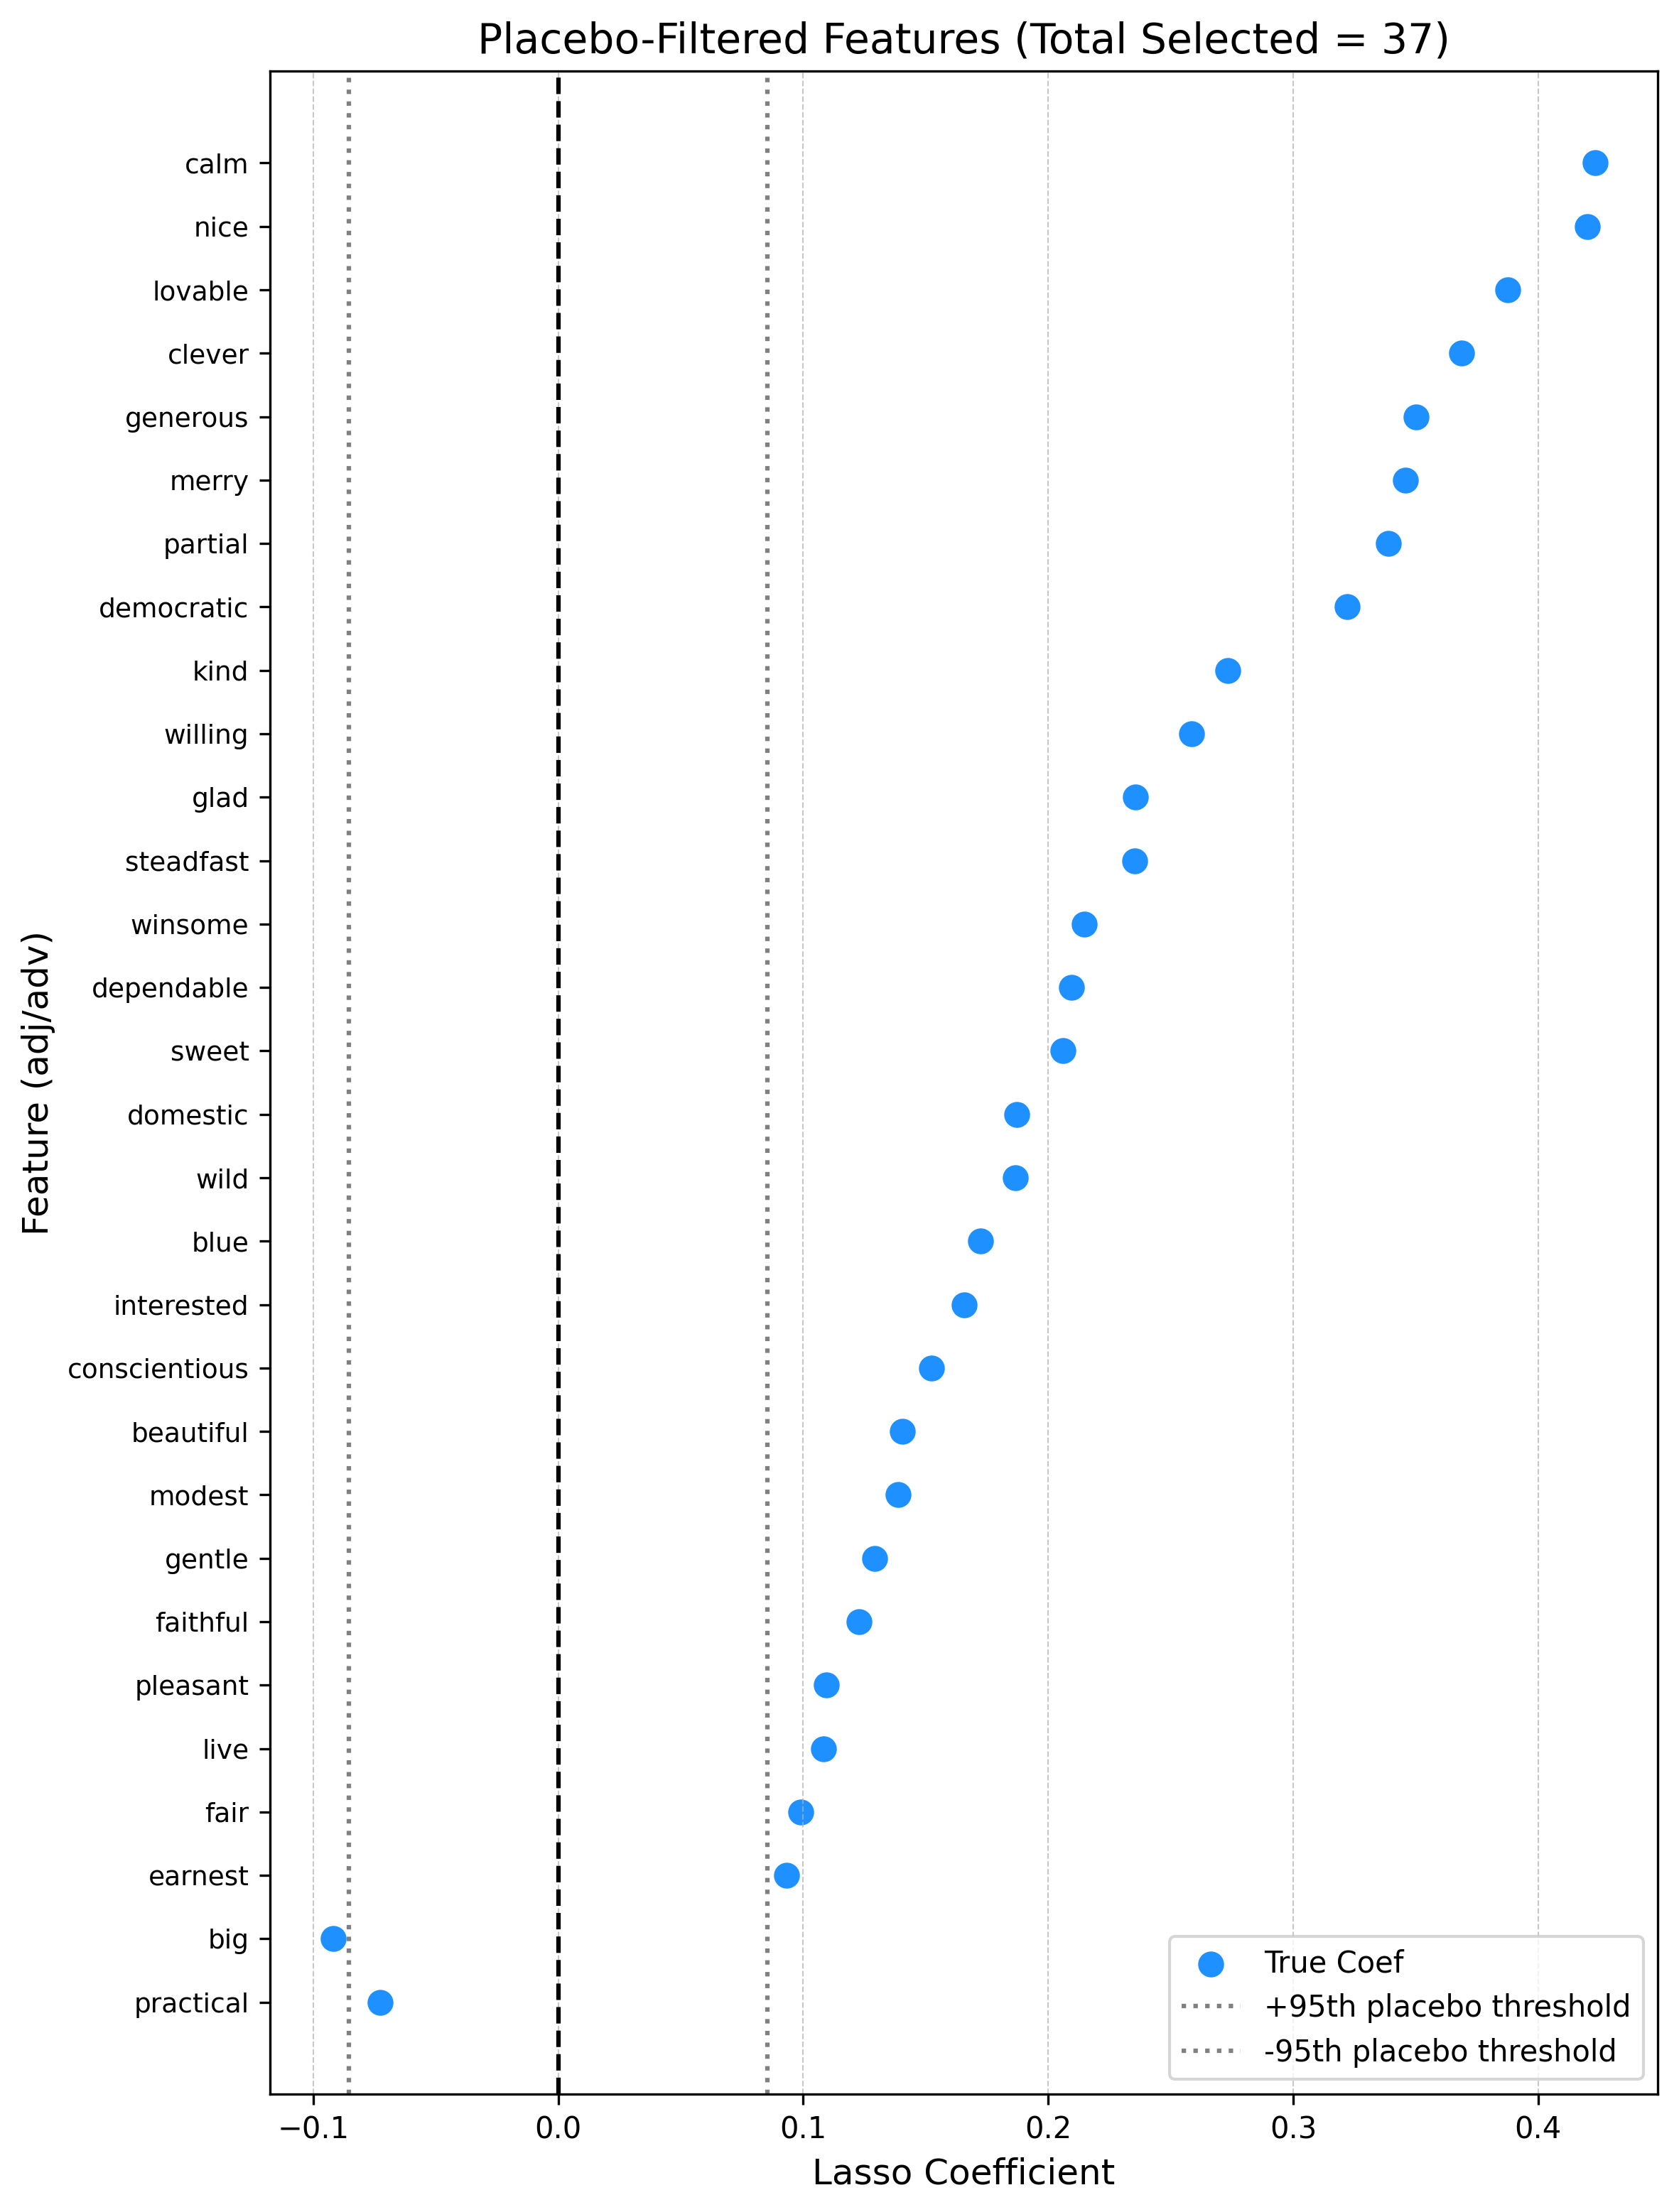 Placebo-Filtered Features (Total Selected = 37)
calm
nice
lovable
clever
generous
merry
partial
democratic
kind
willing
glad
steadfast
winsome
dependable
sweet
domestic
wild
blue
interested
conscientious
beautiful
modest
gentle
faithful
pleasant
live
fair
earnest
big
practical
Feature (adj/adv)
True Coef
+95th placebo threshold
-95th placebo threshold
−0.1 0.0 0.1 0.2 0.3 0.4
Lasso Coefficient